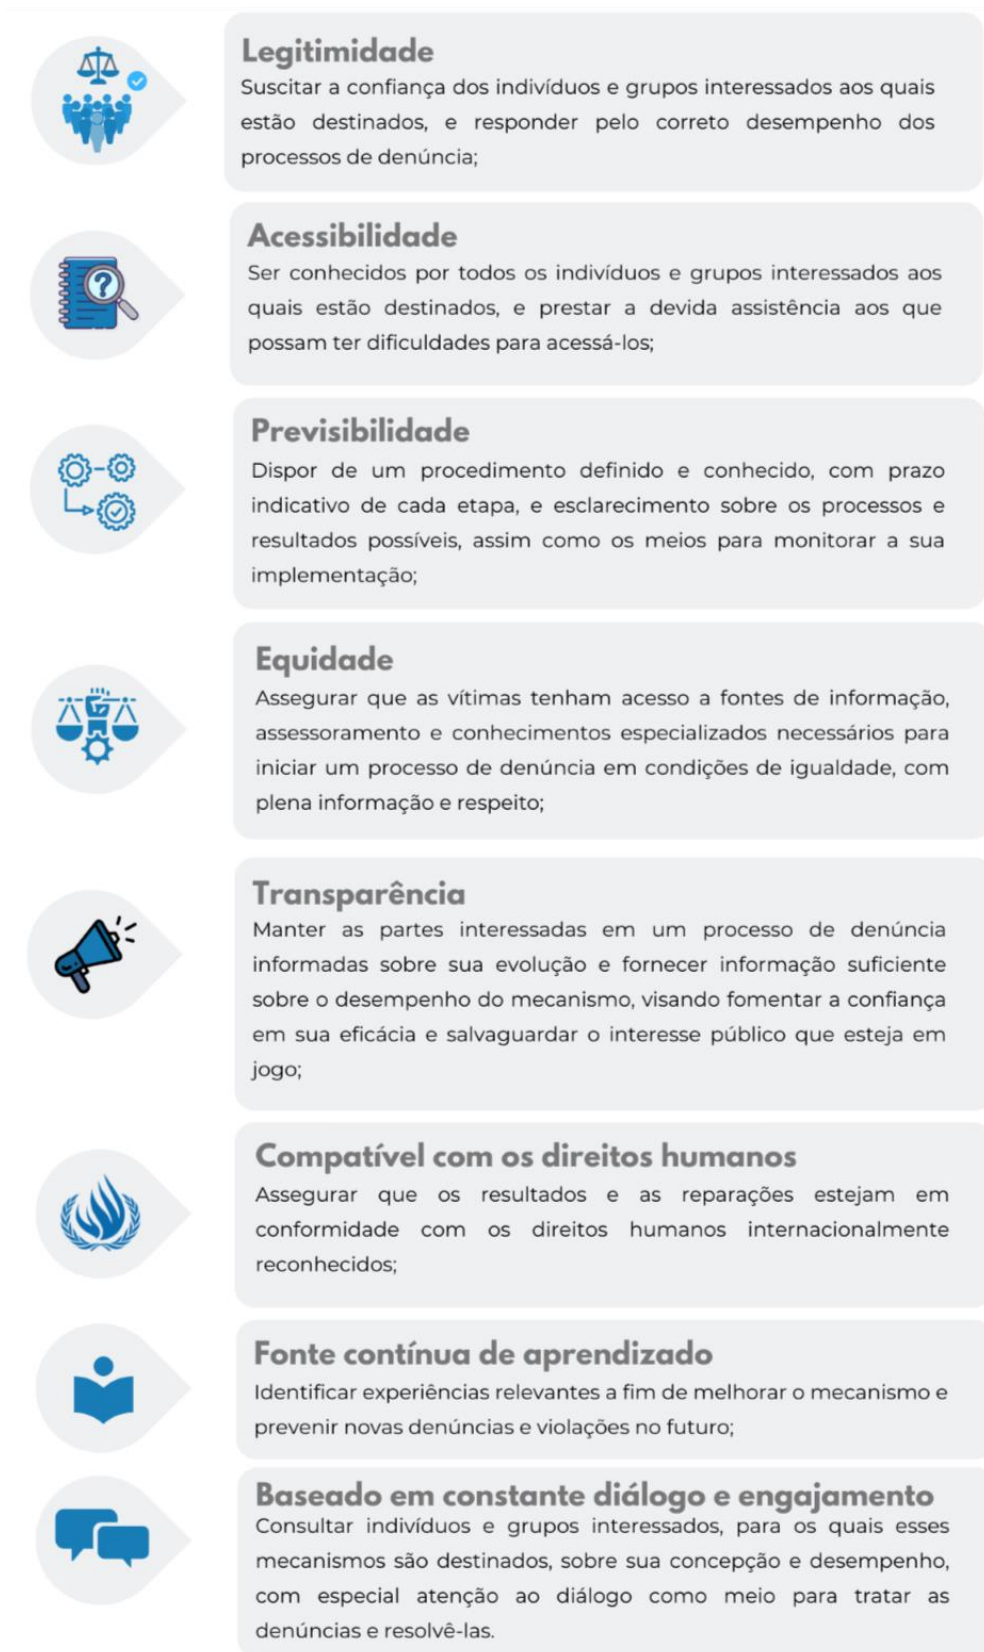 Legitimidade
Suscitar a confiança dos indivíduos e grupos interessados aos quais
estão destinados, e responder pelo correto desempenho dos
processos de denúncia;
Acessibilidade
Ser conhecidos por todos os indivíduos e grupos interessados aos
quais estão destinados, e prestar a devida assistência aos que
possam ter dificuldades para acessá-los;
Previsibilidade
Dispor de um procedimento definido e conhecido, com prazo
indicativo de cada etapa, e esclarecimento sobre os processos e
resultados possíveis, assim como os meios para monitorar a sua
implementação;
Equidade
Assegurar que as vítimas tenham acesso a fontes de informação,
assessoramento e conhecimentos especializados necessários para
iniciar um processo de denúncia em condições de igualdade, com
plena informação e respeito;
Transparência
Manter as partes interessadas em um processo de denúncia
informadas sobre sua evolução e fornecer informação suficiente
sobre o desempenho do mecanismo, visando fomentar a confiança
em sua eficácia e salvaguardar o interesse público que esteja em
jogo;
Compatível com os direitos humanos
Assegurar que os resultados e as reparações estejam em
conformidade com os direitos humanos internacionalmente
reconhecidos;
Fonte contínua de aprendizado
Identificar experiências relevantes a fim de melhorar o mecanismo e
prevenir novas denúncias e violações no futuro;
Baseado em constante diálogo e engajamento
Consultar indivíduos e grupos interessados, para os quais esses
mecanismos são destinados, sobre sua concepção e desempenho,
com especial atenção ao diálogo como meio para tratar as
denúncias e resolvê-las.